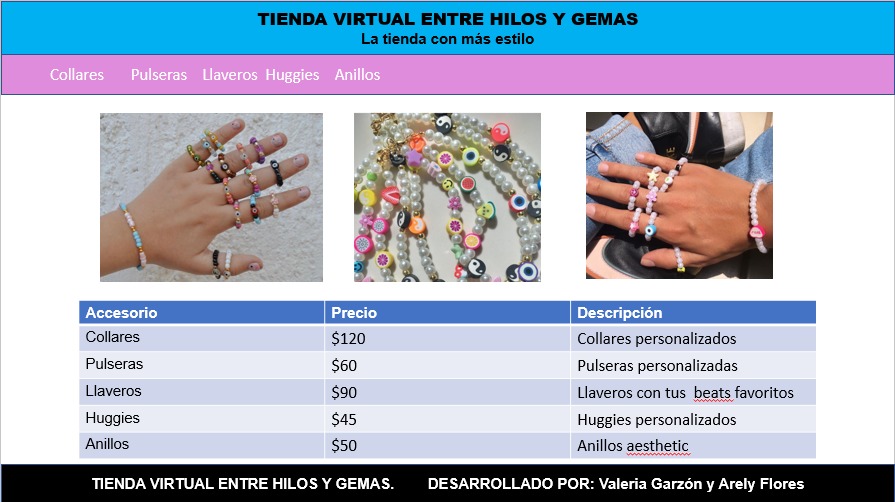 TIENDA VIRTUAL ENTRE HILOS Y GEMAS
La tienda con más estilo
Collares Pulseras Llaveros Huggies Anillos
Accesorio Precio Descripción
Collares $120 Collares personalizados
Pulseras $60 Pulseras personalizadas
Llaveros $90 Llaveros con tus beats favoritos
Huggies $45 Huggies personalizados
Anillos $50 Anillos aesthetic
TIENDA VIRTUAL ENTRE HILOS Y GEMAS. DESARROLLADO POR: Valeria Garzón y Arely Flores